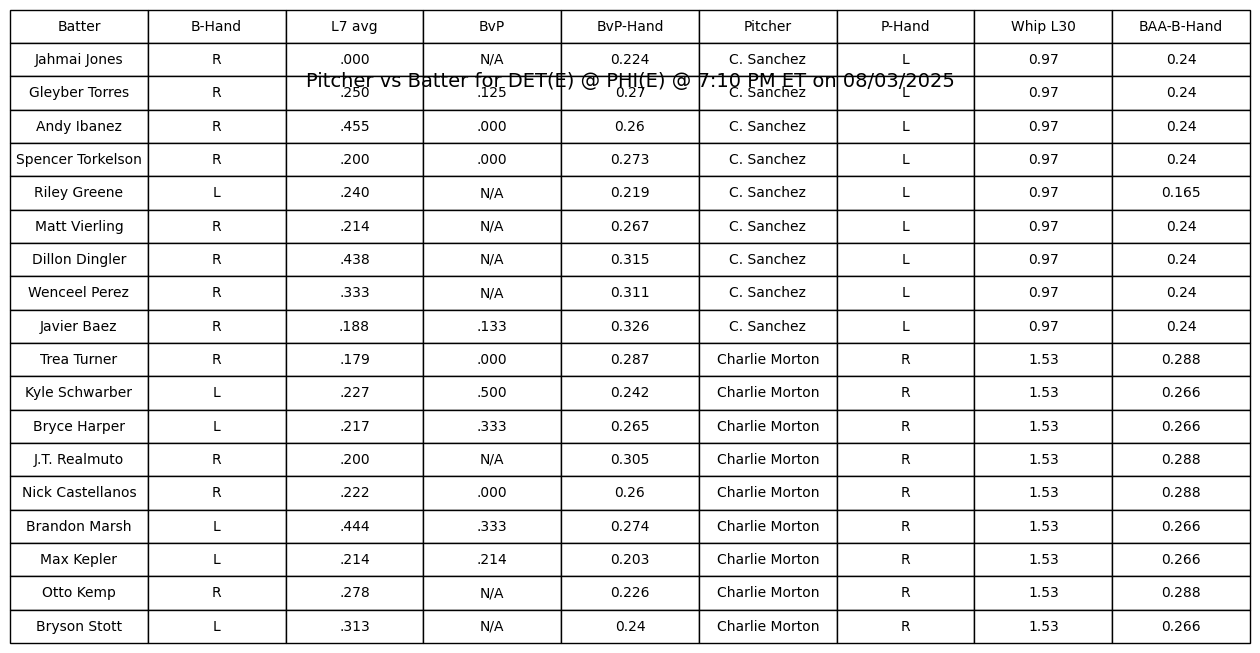 Batter B-Hand L7 avg BvP BvP-Hand Pitcher P-Hand Whip L30 BAA-B-Hand
Jahmai Jones R .000 N/A 0.224 C. Sanchez L 0.97 0.24
Pitcher vs Batter for DET(E) @ PHI(E) @ 7:10 PM ET on 08/03/2025
Gleyber Torres R .250 .125 0.27 C. Sanchez L 0.97 0.24
Andy Ibanez R .455 .000 0.26 C. Sanchez L 0.97 0.24
Spencer Torkelson R .200 .000 0.273 C. Sanchez L 0.97 0.24
Riley Greene L .240 N/A 0.219 C. Sanchez L 0.97 0.165
Matt Vierling R .214 N/A 0.267 C. Sanchez L 0.97 0.24
Dillon Dingler R .438 N/A 0.315 C. Sanchez L 0.97 0.24
Wenceel Perez R .333 N/A 0.311 C. Sanchez L 0.97 0.24
Javier Baez R .188 .133 0.326 C. Sanchez L 0.97 0.24
Trea Turner R .179 .000 0.287 Charlie Morton R 1.53 0.288
Kyle Schwarber L .227 .500 0.242 Charlie Morton R 1.53 0.266
Bryce Harper L .217 .333 0.265 Charlie Morton R 1.53 0.266
J.T. Realmuto R .200 N/A 0.305 Charlie Morton R 1.53 0.288
Nick Castellanos R .222 .000 0.26 Charlie Morton R 1.53 0.288
Brandon Marsh L .444 .333 0.274 Charlie Morton R 1.53 0.266
Max Kepler L .214 .214 0.203 Charlie Morton R 1.53 0.266
Otto Kemp R .278 N/A 0.226 Charlie Morton R 1.53 0.288
Bryson Stott L .313 N/A 0.24 Charlie Morton R 1.53 0.266